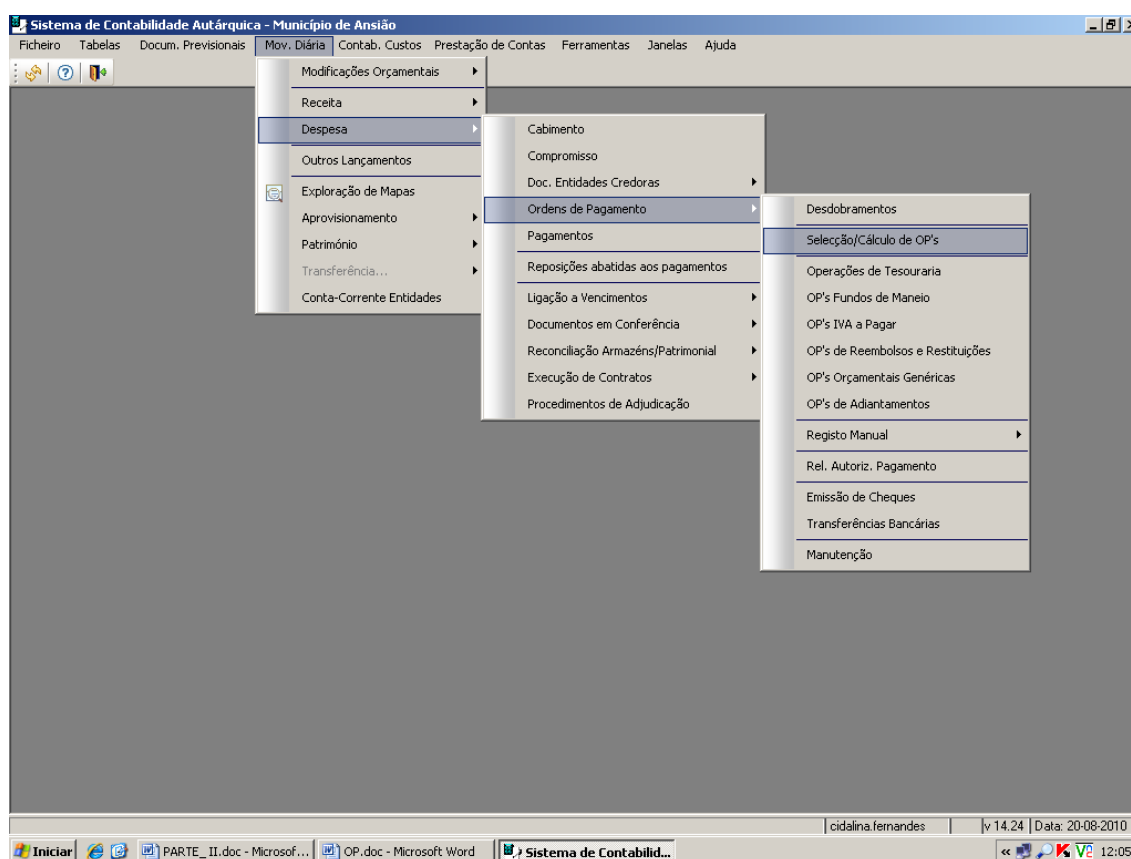 Sistema de Contabilidade Autárquica - Município de Ansião
Ficheiro Tabelas Docum. Previsionais Mov. Diária Contab. Custos Prestação de Contas Ferramentas Janelas Ajuda
Modificações Orçamentais
Receita
Despesa
Outros Lançamentos
Exploração de Mapas
Aprovisionamento
Património
Transferência...
Conta-Corrente Entidades
Cabimento
Compromisso
Doc. Entidades Credoras
Ordens de Pagamento
Pagamentos
Reposições abatidas aos pagamentos
Ligação a Vencimentos
Documentos em Conferência
Reconciliação Armazéns/Patrimonial
Execução de Contratos
Procedimentos de Adjudicação
Desdobramentos
Selecção/Cálculo de OP's
Operações de Tesouraria
OP's Fundos de Maneio
OP's IVA a Pagar
OP's de Reembolsos e Restituições
OP's Orçamentais Genéricas
OP's de Adiantamentos
Registo Manual
Rel. Autoriz. Pagamento
Emissão de Cheques
Transferências Bancárias
Manutenção
cidalina.fernandes v 14.24 Data: 20-08-2010
Iniciar PARTE_II.doc - Microsof... OP.doc - Microsoft Word Sistema de Contabilid... « 12:05